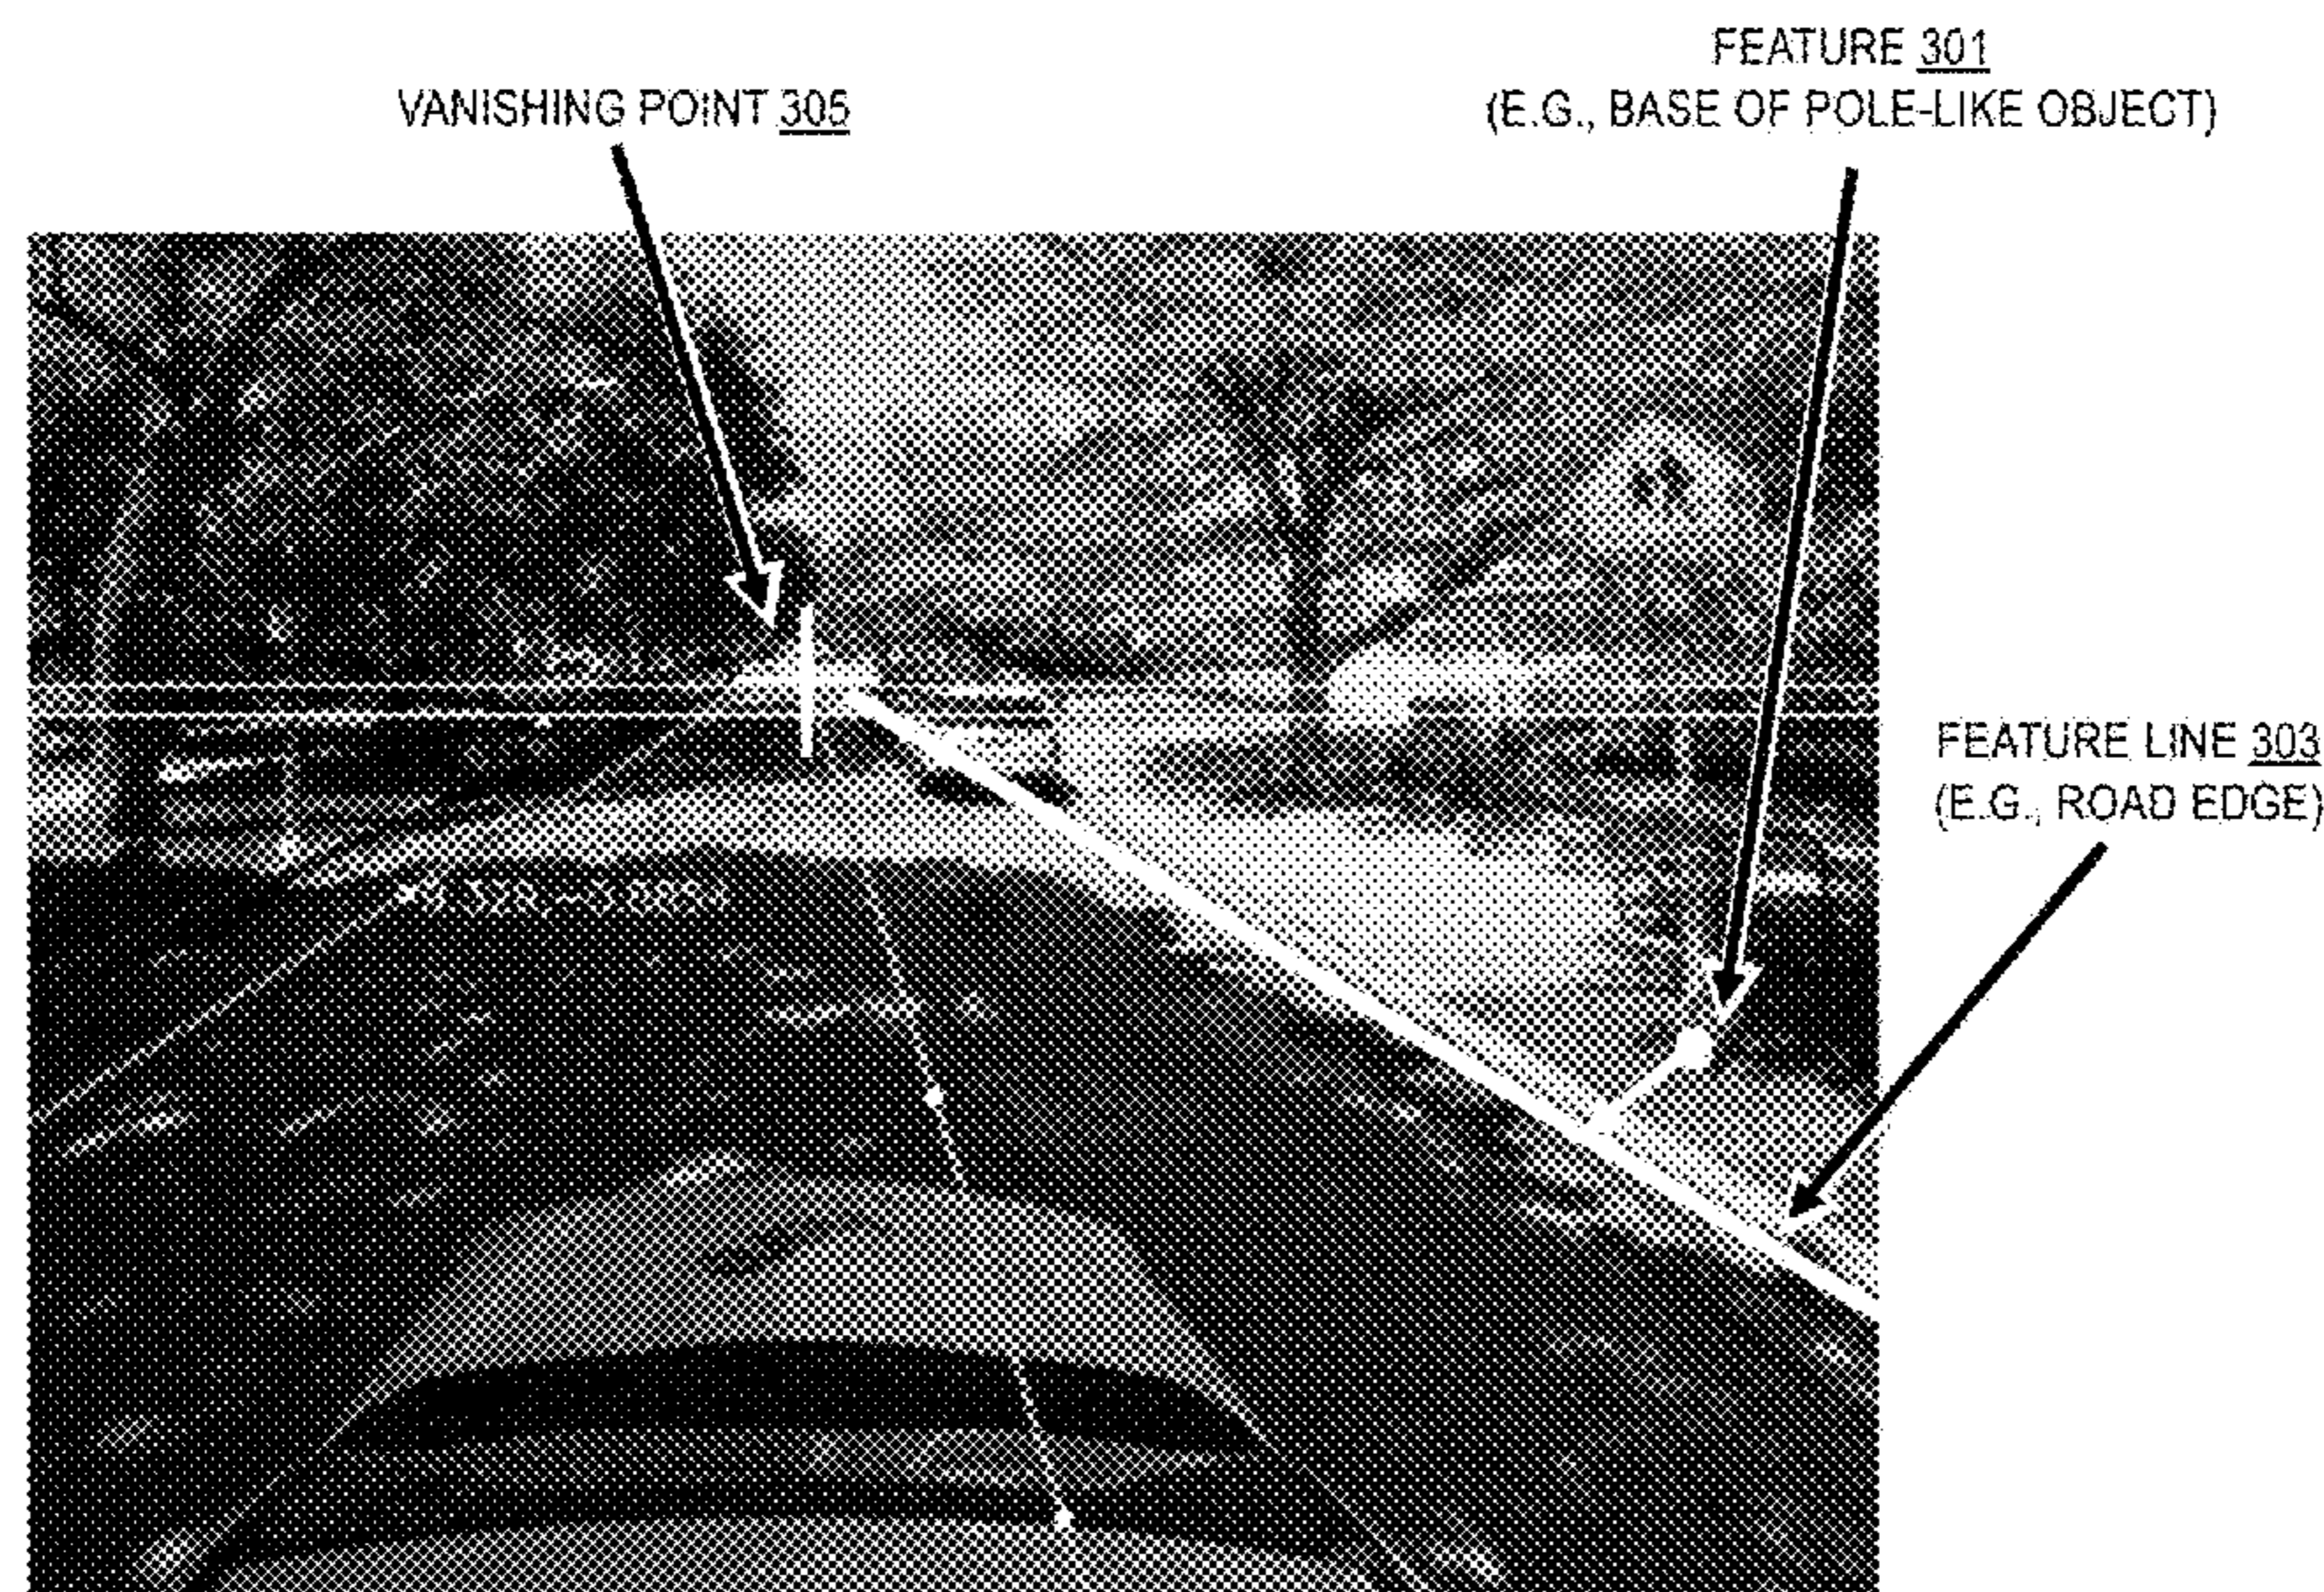 FEATURE 301
(E.G., BASE OF POLE-LIKE OBJECT)
VANISHING POINT 305
FEATURE LINE 303
(E.G., ROAD EDGE)